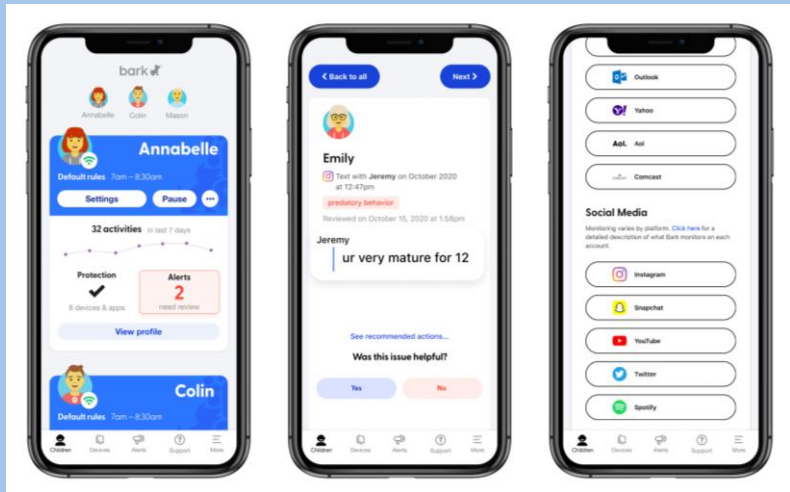 bark
Annabelle Colin Mason
Annabelle
Default rules 7am – 8:30am
Settings Pause
32 activities in last 7 days
Protection
8 devices & apps
Alerts
2
need review
View profile
Colin
Default rules 7am – 8:30am
Children Devices Alerts Support More
Back to all Next
Emily
Text with Jeremy on October 2020
at 12:47pm
predatory behavior
Reviewed on October 15, 2020 at 1:58pm
Jeremy
ur very mature for 12
See recommended actions...
Was this issue helpful?
Yes No
Children Devices Alerts Support More
Outlook
Yahoo
Aol. Aol
Comcast
Social Media
Monitoring varies by platform. Click here for a
detailed description of what Bark monitors on each
account.
Instagram
Snapchat
YouTube
Twitter
Spotify
Children Devices Alerts Support More